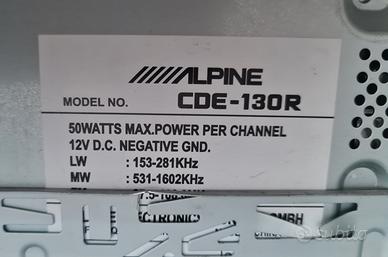 ALPINE
MODEL NO. CDE-130R
50WATTS MAX.POWER PER CHANNEL
12V D.C. NEGATIVE GND.
LW : 153-281KHz
MW : 531-1602KHz
GMBH
subito